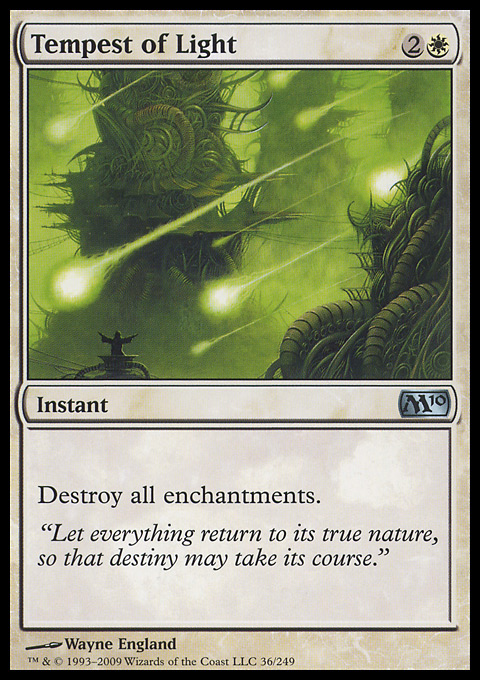 Tempest of Light 2
Instant M10
Destroy all enchantments.
“Let everything return to its true nature,
so that destiny may take its course.”
Wayne England
™ & © 1993–2009 Wizards of the Coast LLC 36/249